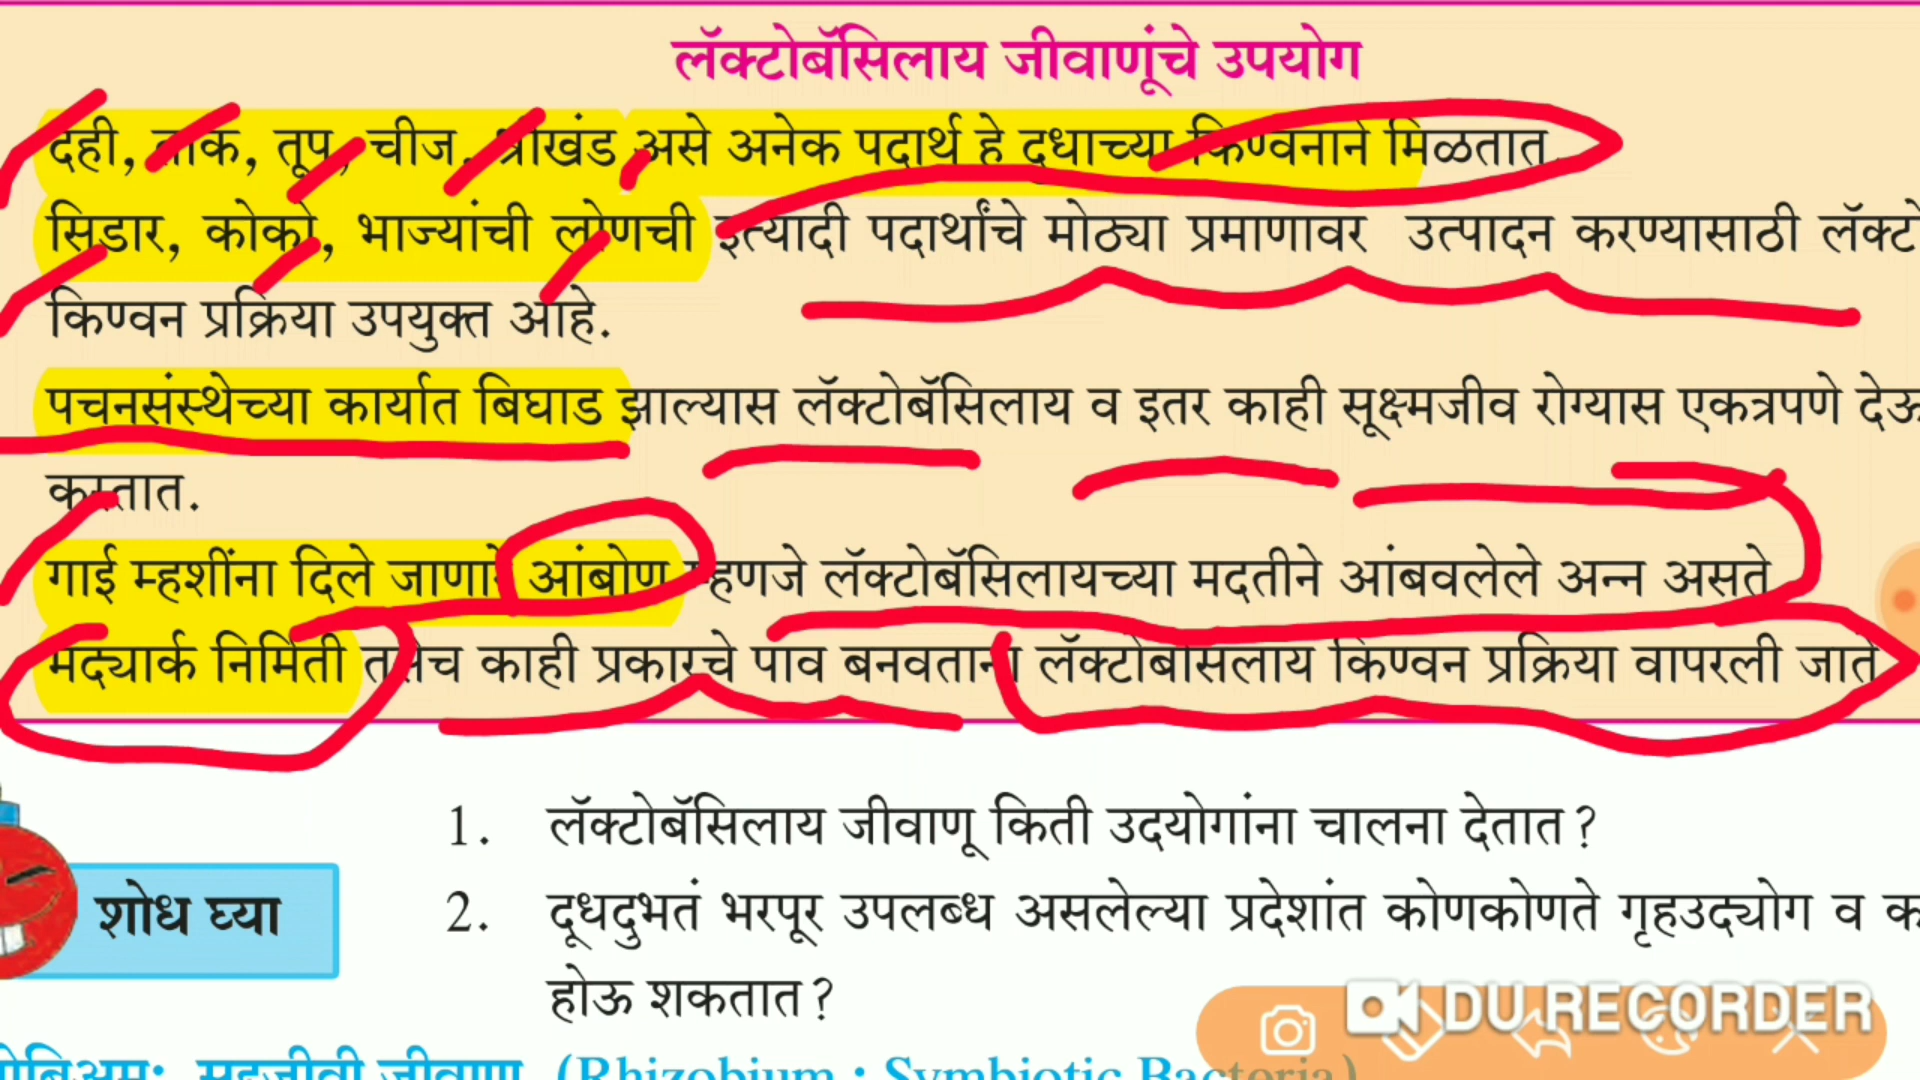 लॅक्टोबॅसिलाय जीवाणूंचे उपयोग
दही, ताक, तूप, चीज, श्रीखंड असे अनेक पदार्थ हे दुधाच्या किण्वनाने मिळतात.
सिडार, कोको, भाज्यांची लोणची इत्यादी पदार्थांचे मोठ्या प्रमाणावर उत्पादन करण्यासाठी
किण्वन प्रक्रिया उपयुक्त आहे.
पचनसंस्थेच्या कार्यात बिघाड झाल्यास लॅक्टोबॅसिलाय व इतर काही सूक्ष्मजीव रोग्यास एकत्रपणे
करतात.
गाई म्हशींना दिले जाणारे आंबोण म्हणजे लॅक्टोबॅसिलायच्या मदतीने आंबवलेले अन्न असते
मद्यार्क निर्मिती तसेच काही प्रकारचे पाव बनवताना लॅक्टोबॅसिलाय किण्वन प्रक्रिया वापरली जाते
1. लॅक्टोबॅसिलाय जीवाणू किती उदयोगांना चालना देतात ?
शोध घ्या
2. दूधदुभतं भरपूर उपलब्ध असलेल्या प्रदेशांत कोणकोणते गृहउद्योग व
होऊ शकतात ?
DU RECORDER
सहजीवी जीवाणू (Rhizobium : Symbiotic Bacteria)